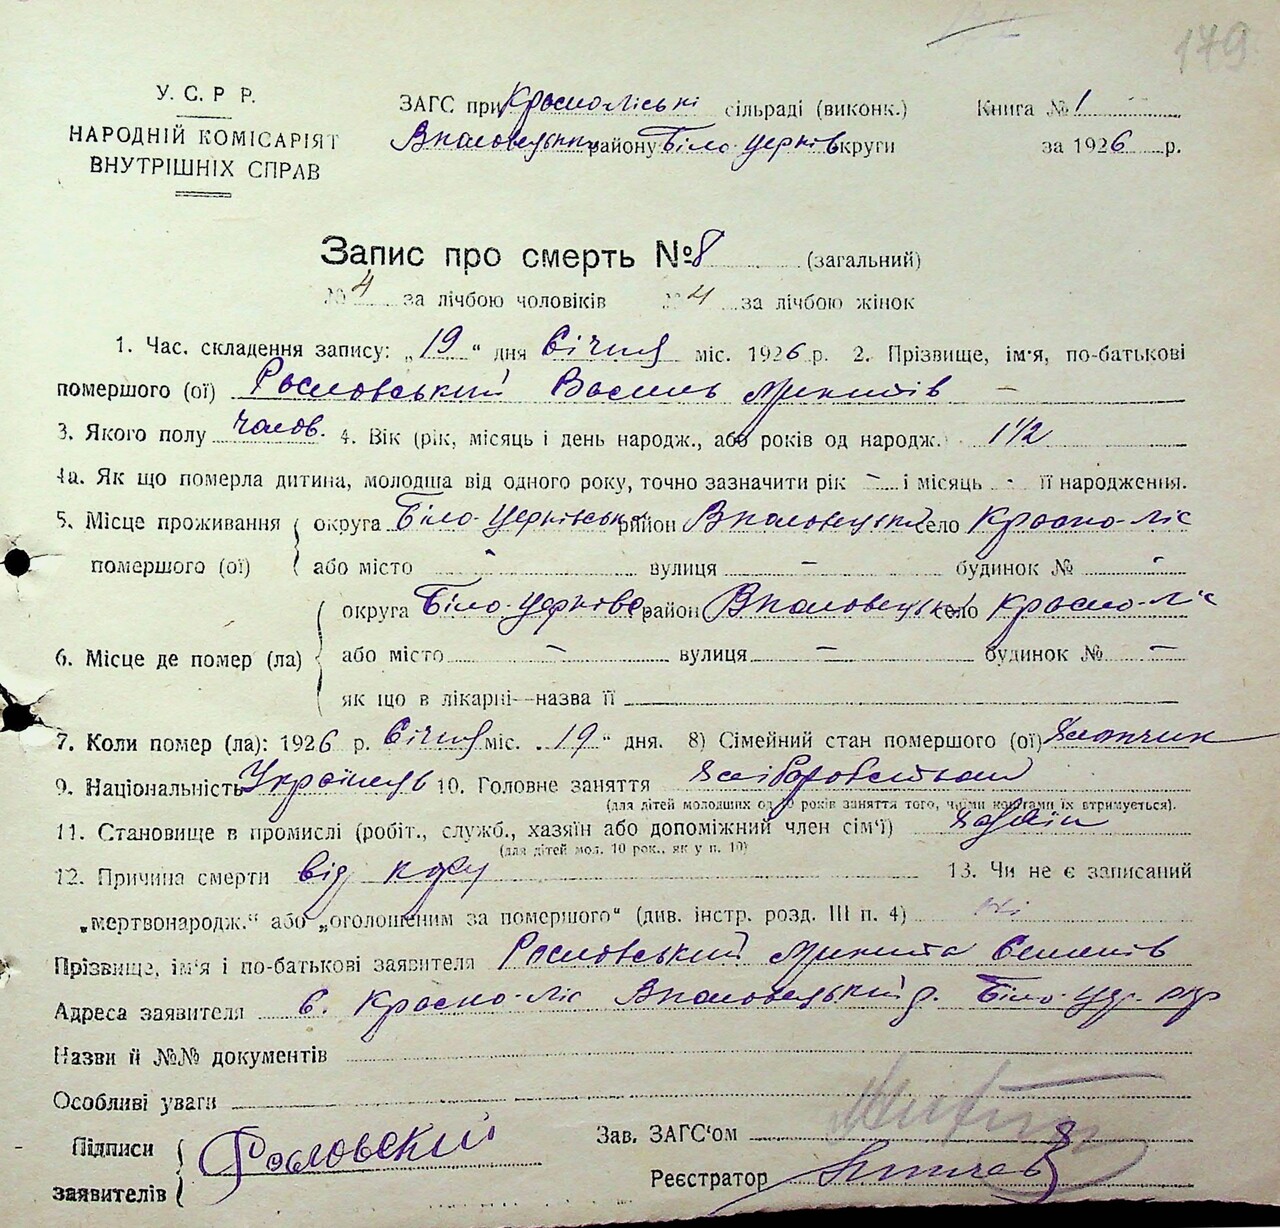 179
У. С. Р Р.
НАРОДНІЙ КОМІСАРІЯТ
ВНУТРІШНІХ СПРАВ
ЗАГС при Красноліські сільраді (виконк.)
району Біло-церків округи
Книга № 1
за 1926 р.
Запис про смерть № 8 (загальний)
№ 4 за лічбою чоловіків № 4 за лічбою жінок
1. Час. складення запису: „19“ дня Січня міс. 1926 р. 2. Прізвище, ім'я, по-батькові
помершого (ої) Рословський Василь Микитів –
3. Якого полу чолов. 4. Вік (рік, місяць і день народж., або років од народж.) 1½
4а. Як що померла дитина, молодша від одного року, точно зазначити рік – і місяць - її народження.
5. Місце проживання помершого (ої) округа Біло-церківськ район село Красно-ліс
або місто - вулиця – будинок № -
6. Місце де помер (ла) округа Біло-церківс район село Красно-ліс
або місто – вулиця – будинок № –
як що в лікарні—назва її
7. Коли помер (ла): 1926 р. Січня міс. „19“ дня. 8) Сімейний стан помершого (ої) Хлопчик
9. Національність Українець 10. Головне заняття Хліборобством
(для дітей молодших од 10 років заняття того, чиїми коштами їх втримується).
11. Становище в промислі (робіт., служб., хазяїн або допоміжний член сім'ї) хазяїн
(для дітей мол. 10 рок., як у п. 10)
12. Причина смерти від кору 13. Чи не є записаний
„мертвонародж.“ або „оголошеним за помершого“ (див. інстр. розд. III п. 4) ні
Прізвище, ім'я і по-батькові заявителя Рословський Микита Семенів
Адреса заявителя с. Красно-ліс р. Біло-цер. окр
Назви й №№ документів
Особливі уваги
Підписи заявителів Рословский
Зав. ЗАГС'ом
Реєстратор